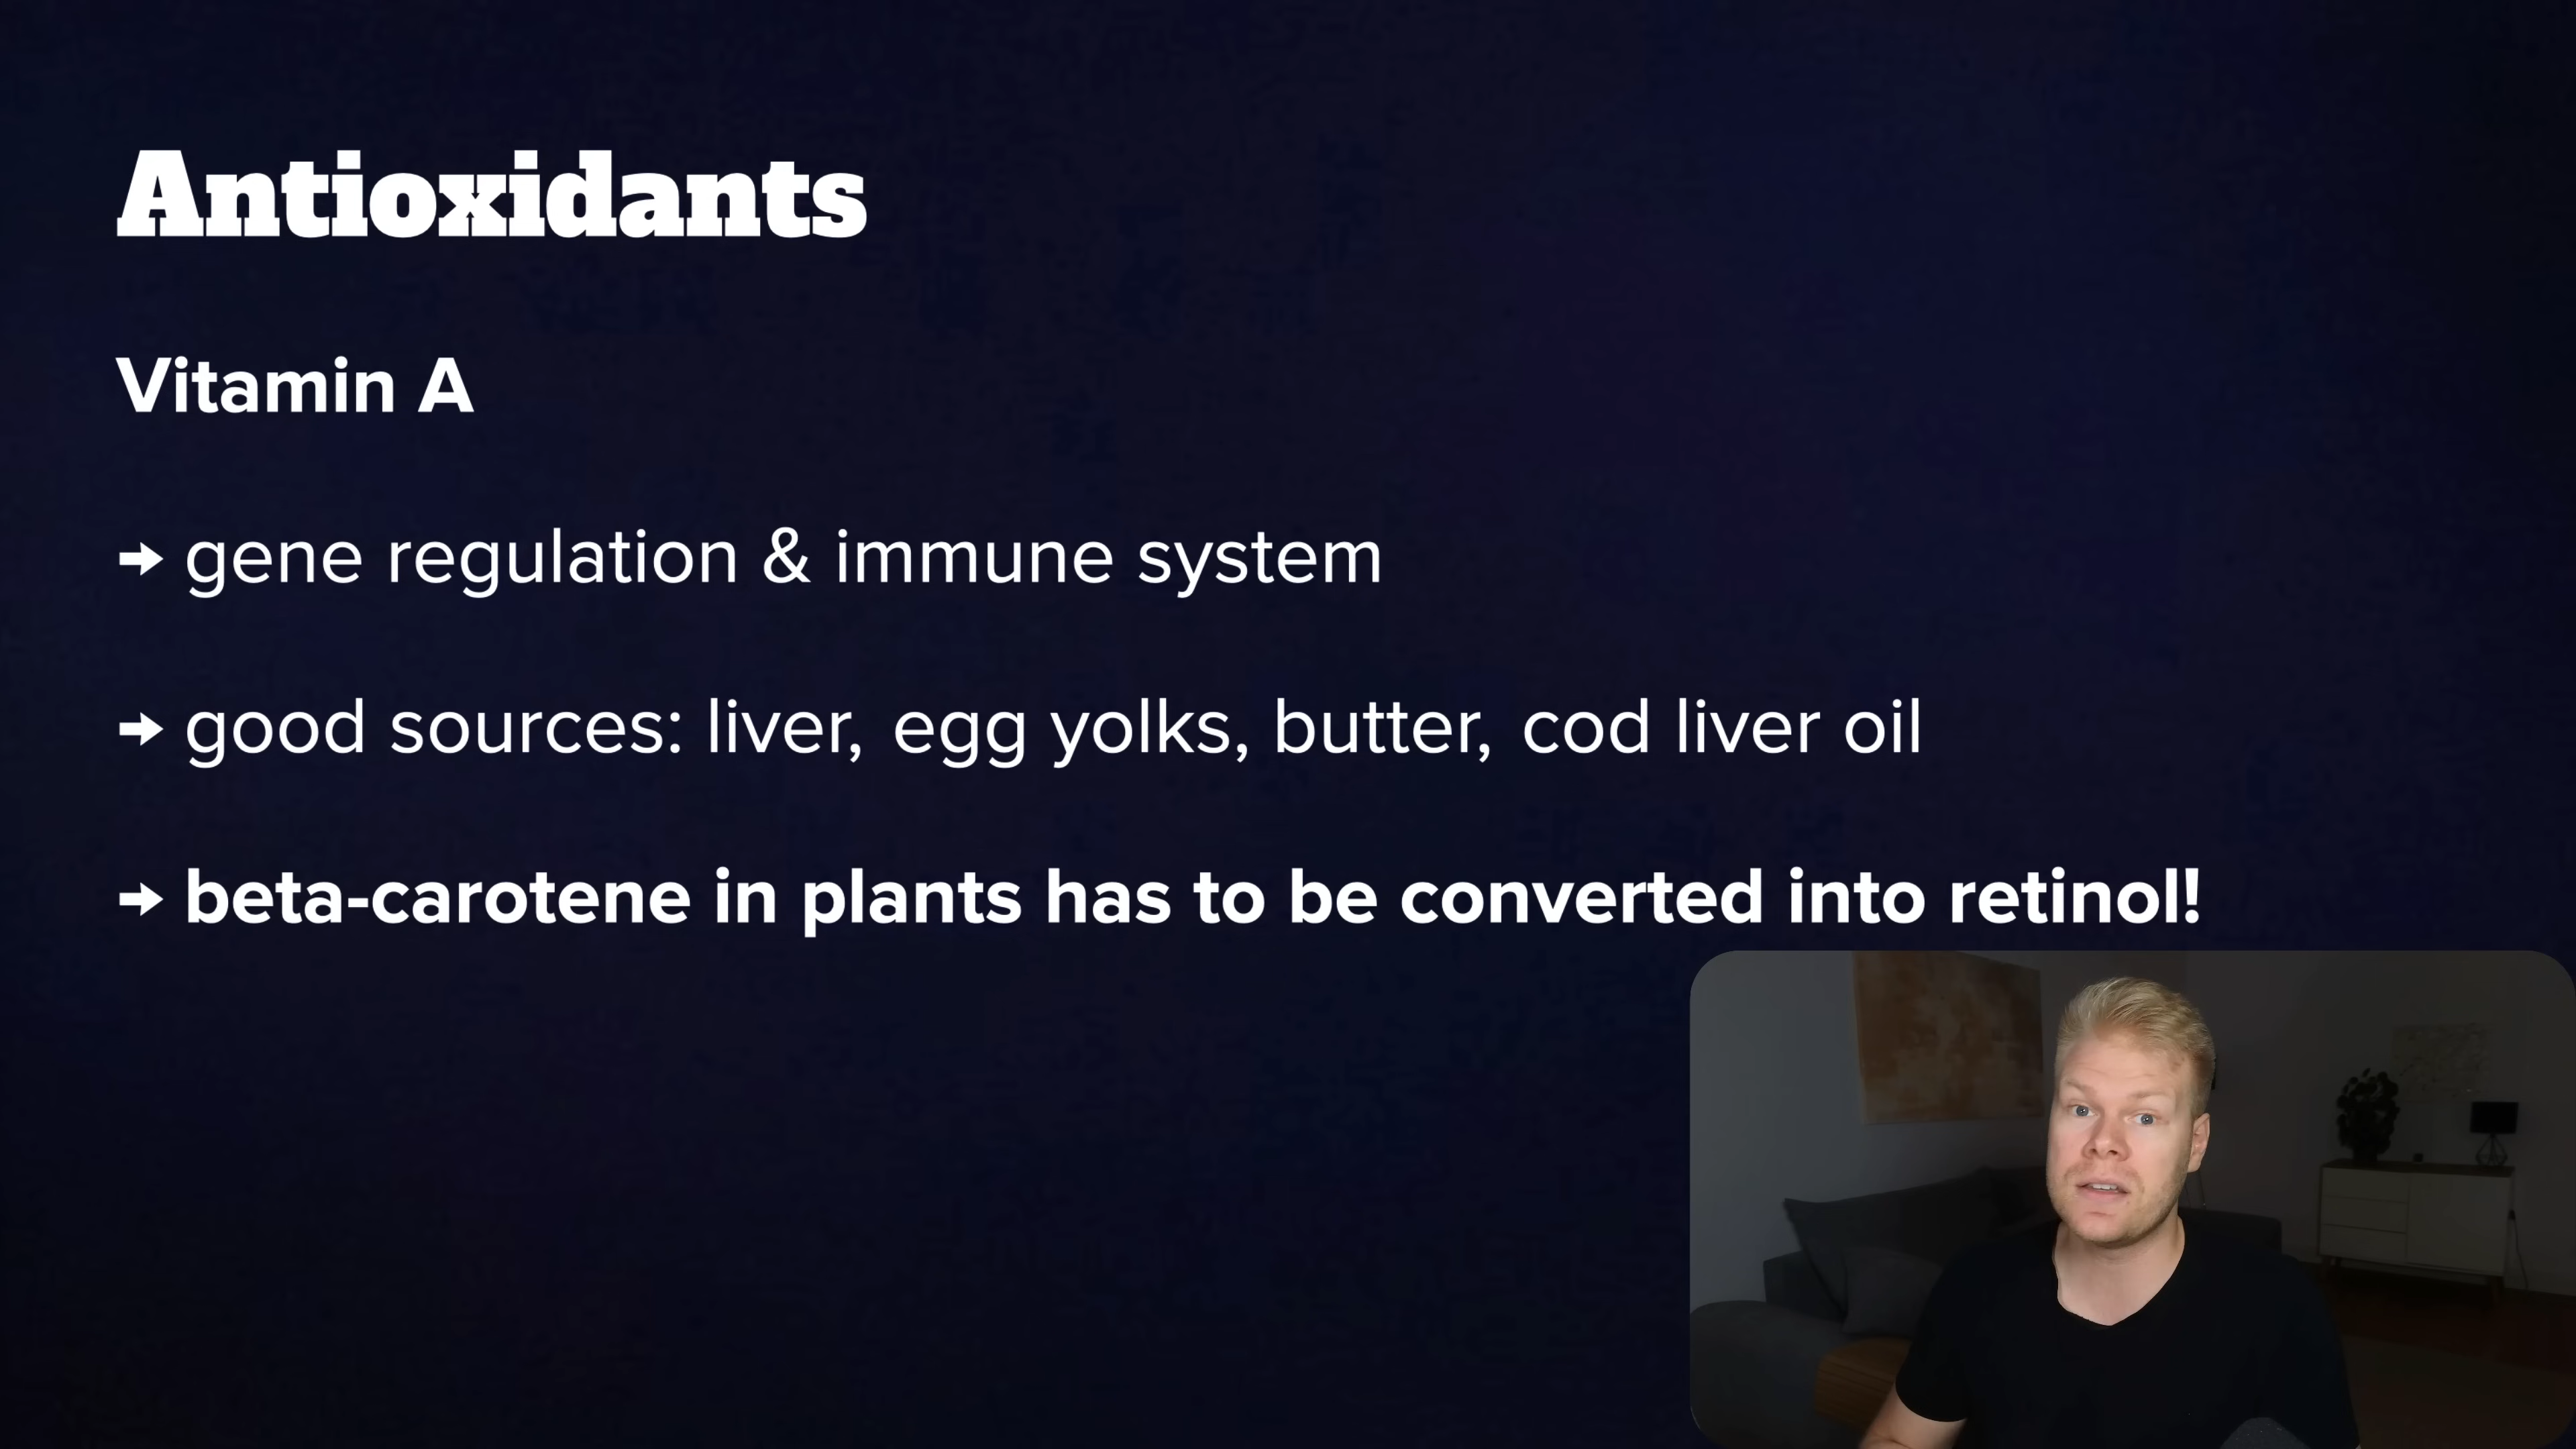 Antioxidants
Vitamin A
→ gene regulation & immune system
→ good sources: liver, egg yolks, butter, cod liver oil
→ beta-carotene in plants has to be converted into retinol!